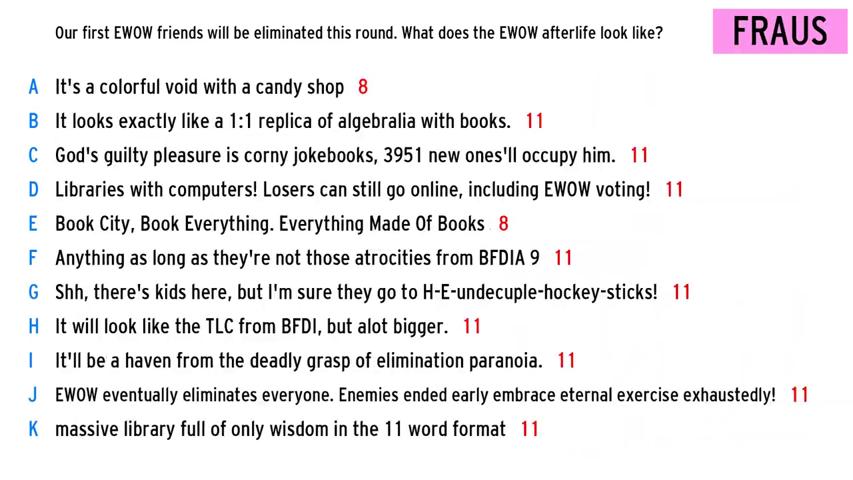 Our first EWOW friends will be eliminated this round. What does the EWOW afterlife look like?
FRAUS
A It's a colorful void with a candy shop 8
B It looks exactly like a 1:1 replica of algebralia with books. 11
C God's guilty pleasure is corny jokebooks, 3951 new ones'll occupy him. 11
D Libraries with computers! Losers can still go online, including EWOW voting! 11
E Book City, Book Everything. Everything Made Of Books 8
F Anything as long as they're not those atrocities from BFDIA 9 11
G Shh, there's kids here, but I'm sure they go to H-E-undecuple-hockey-sticks! 11
H It will look like the TLC from BFDI, but alot bigger. 11
I It'll be a haven from the deadly grasp of elimination paranoia. 11
J EWOW eventually eliminates everyone. Enemies ended early embrace eternal exercise exhaustedly! 11
K massive library full of only wisdom in the 11 word format 11